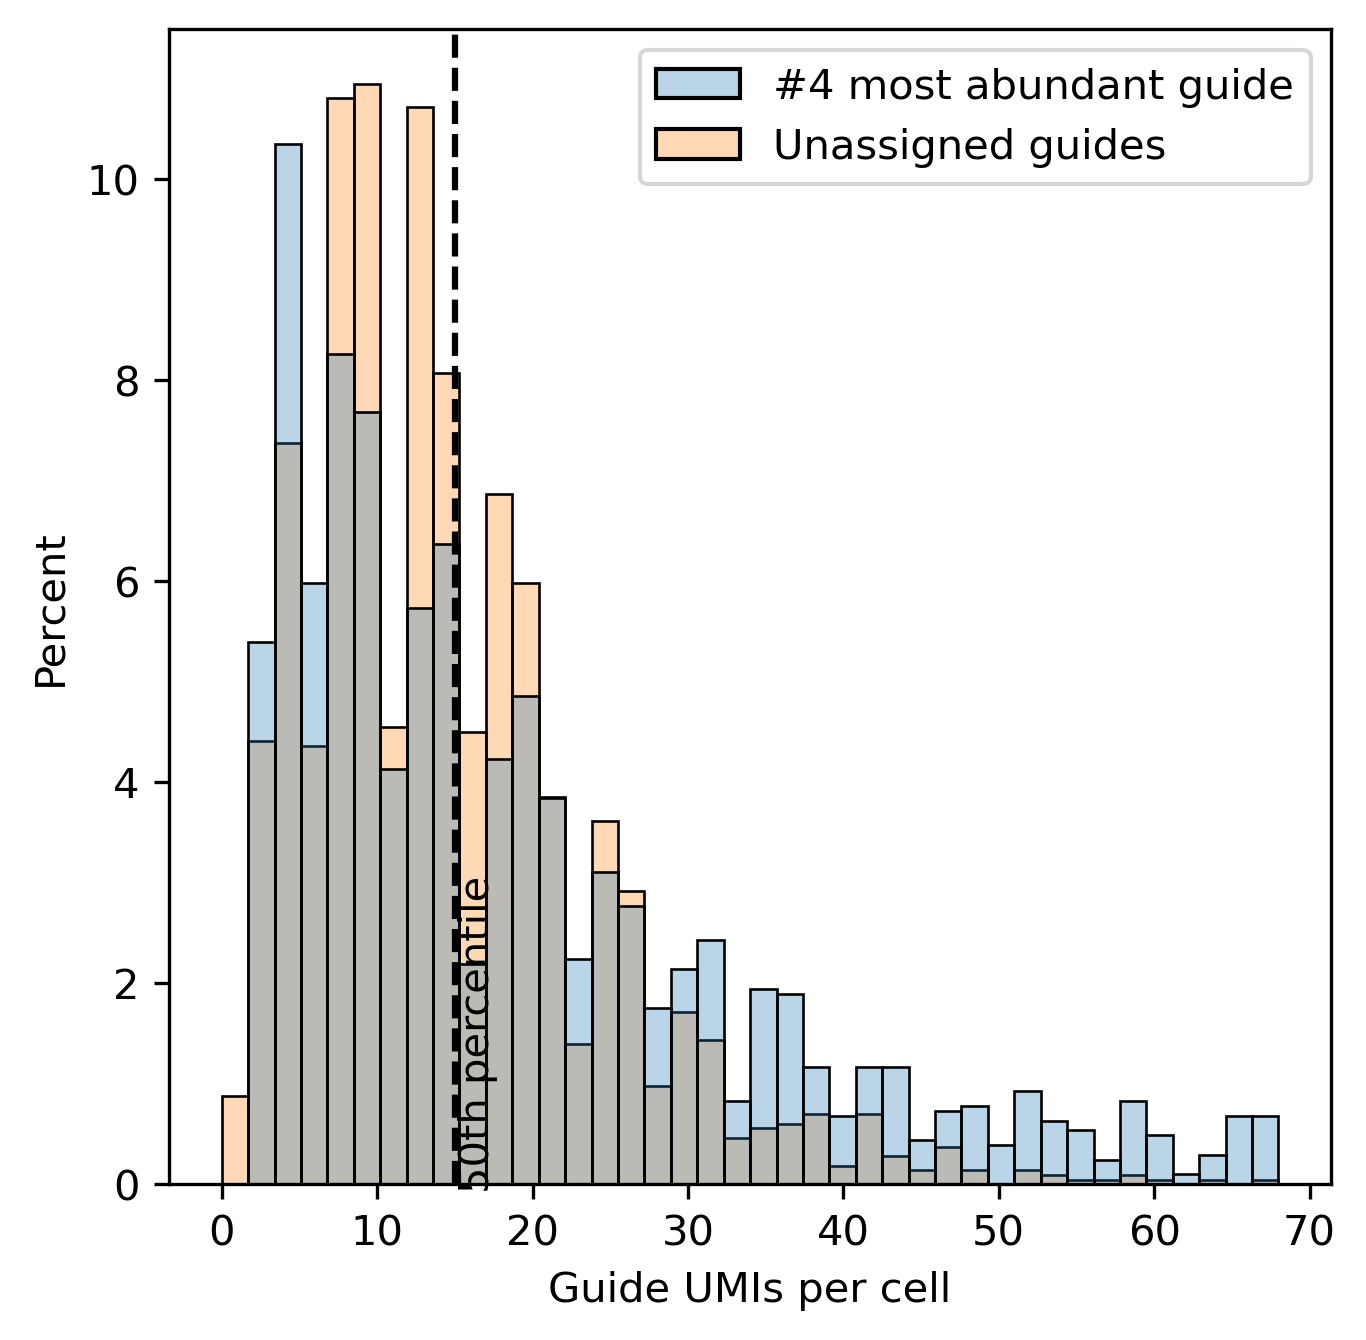 #4 most abundant guide
Unassigned guides
10
8
6
4
2
0
Percent
50th percentile
0 10 20 30 40 50 60 70
Guide UMIs per cell